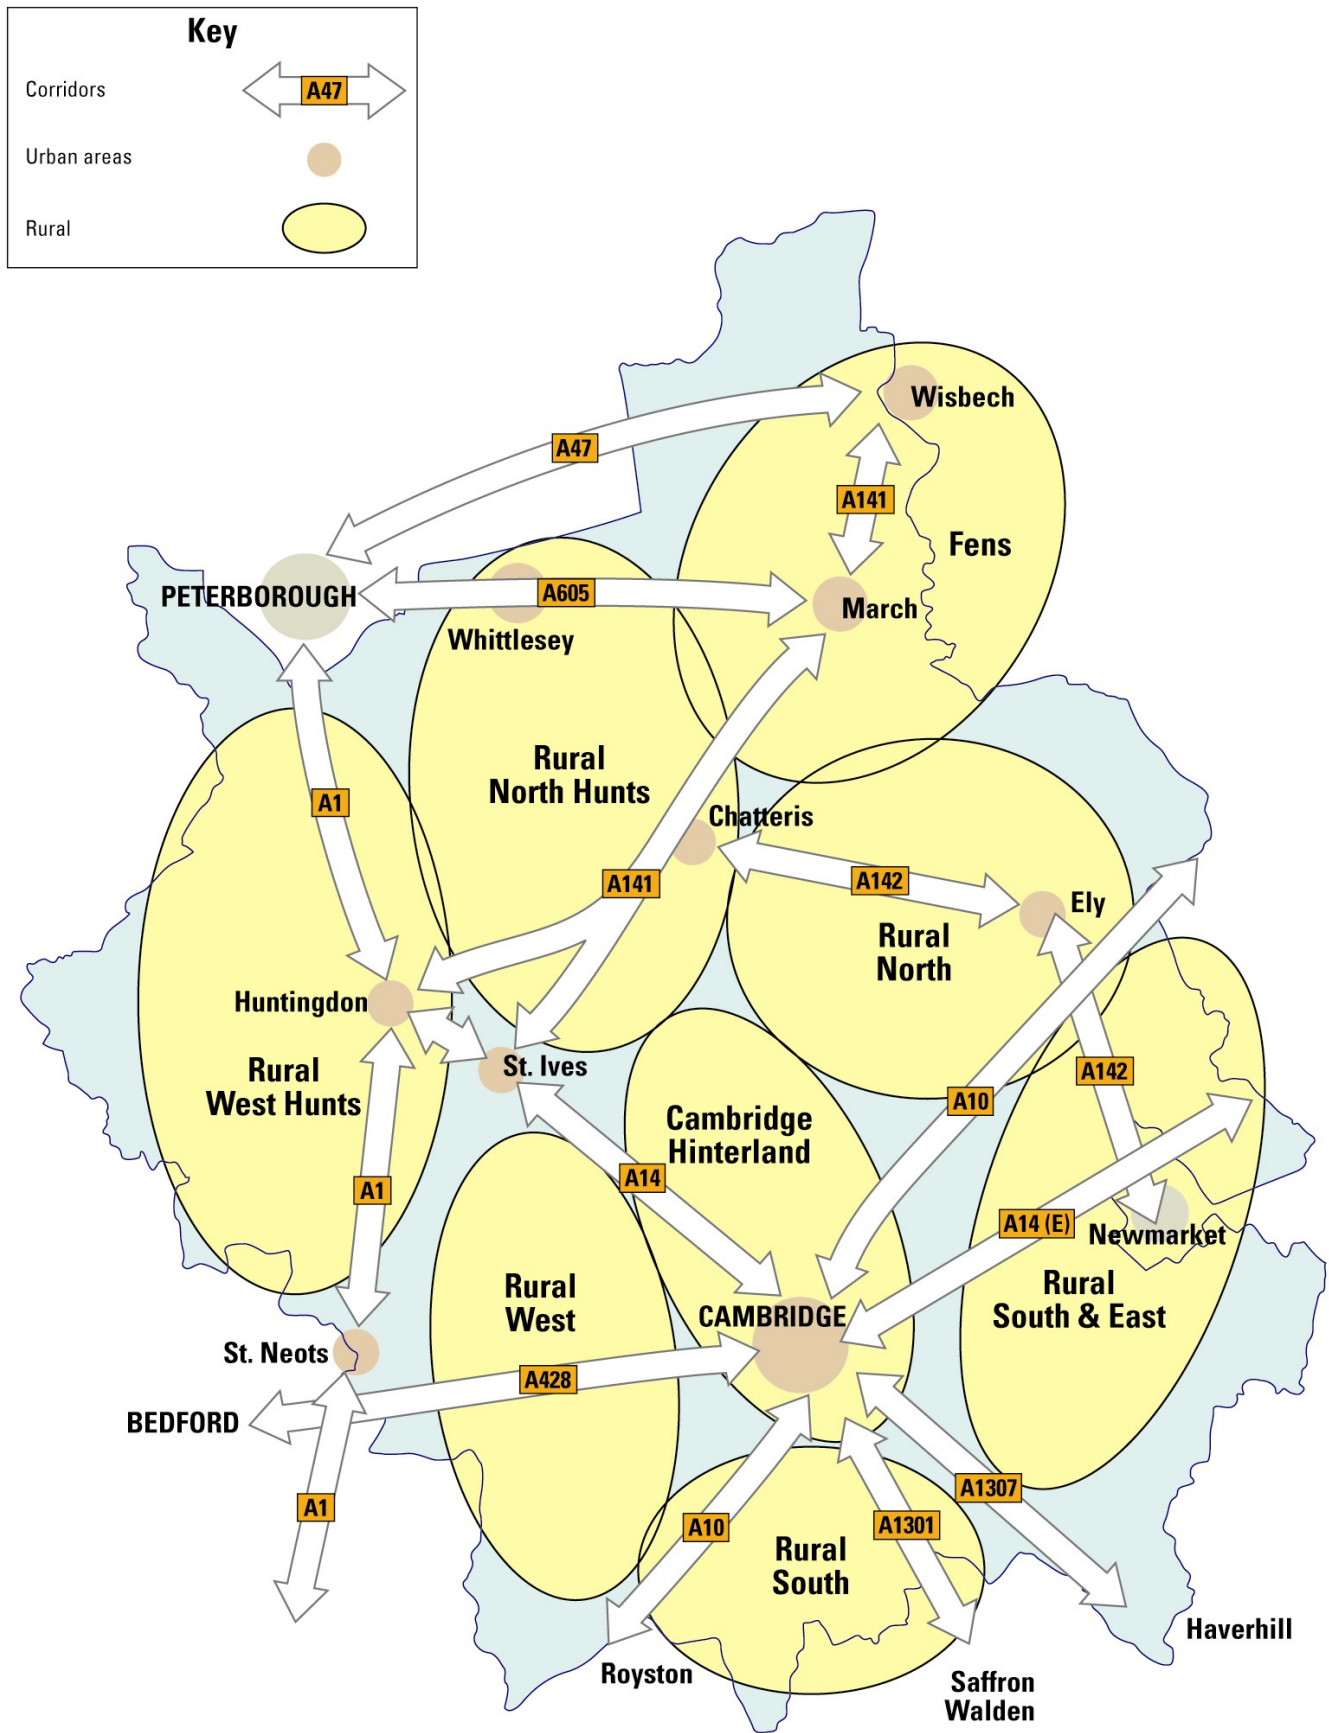 Key
Corridors
A47
Urban areas
Rural
Wisbech
A47
A141
Fens
PETERBOROUGH
A605
March
Whittlesey
Rural
North Hunts
A1
Chatteris
A141
A142
Ely
Rural
North
Huntingdon
St. Ives
Rural
West Hunts
A142
A10
Cambridge
Hinterland
A14
A1
A14 (E)
Newmarket
Rural
West
Rural
South & East
CAMBRIDGE
St. Neots
A428
BEDFORD
A1
A1307
A10
A1301
Rural
South
Haverhill
Royston
Saffron
Walden